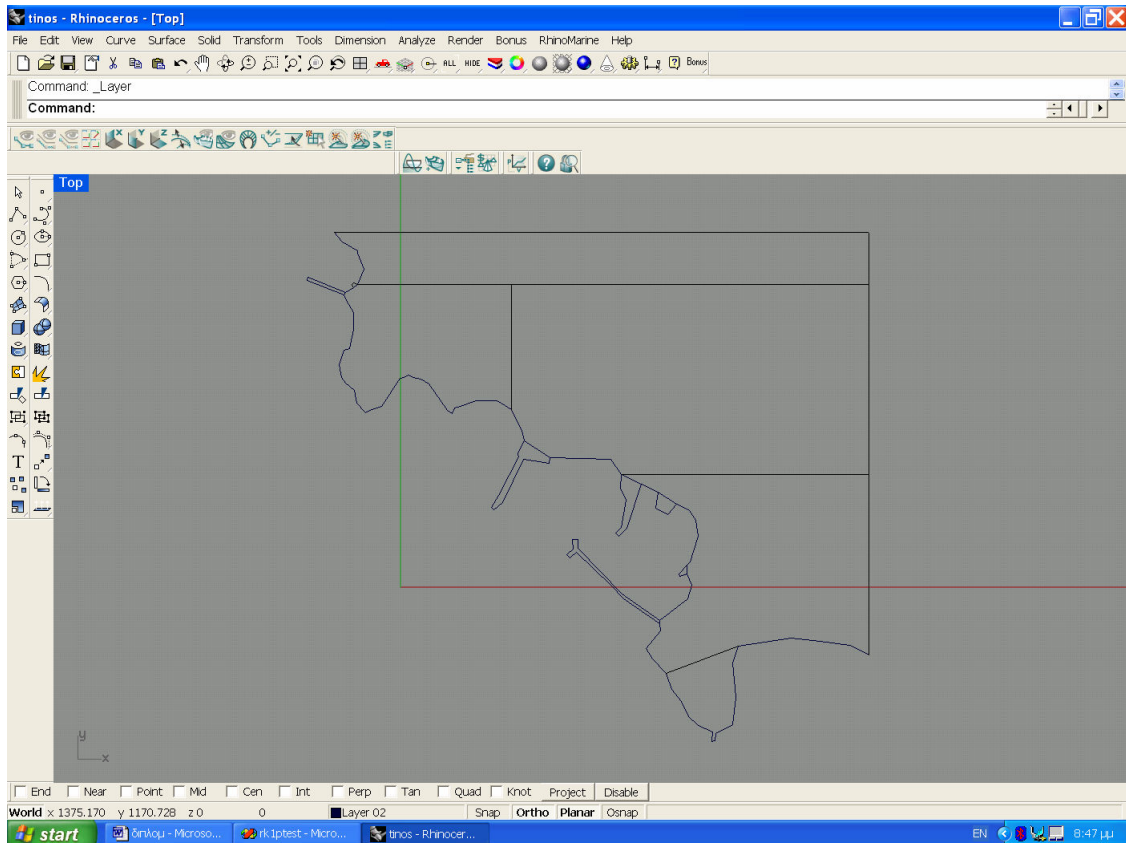 tinos - Rhinoceros - [Top]
File Edit View Curve Surface Solid Transform Tools Dimension Analyze Render Bonus RhinoMarine Help
ALL HIDE Bonus
Command: _Layer
Command:
X Y Z
Top
T
y
x
End Near Point Mid Cen Int Perp Tan Quad Knot Project Disable
World x 1375.170 y 1170.728 z 0 0 Layer 02 Snap Ortho Planar Osnap
start διπλομ - Microso... rk1ptest - Micro... tinos - Rhinocer... EN 8:47 μμ